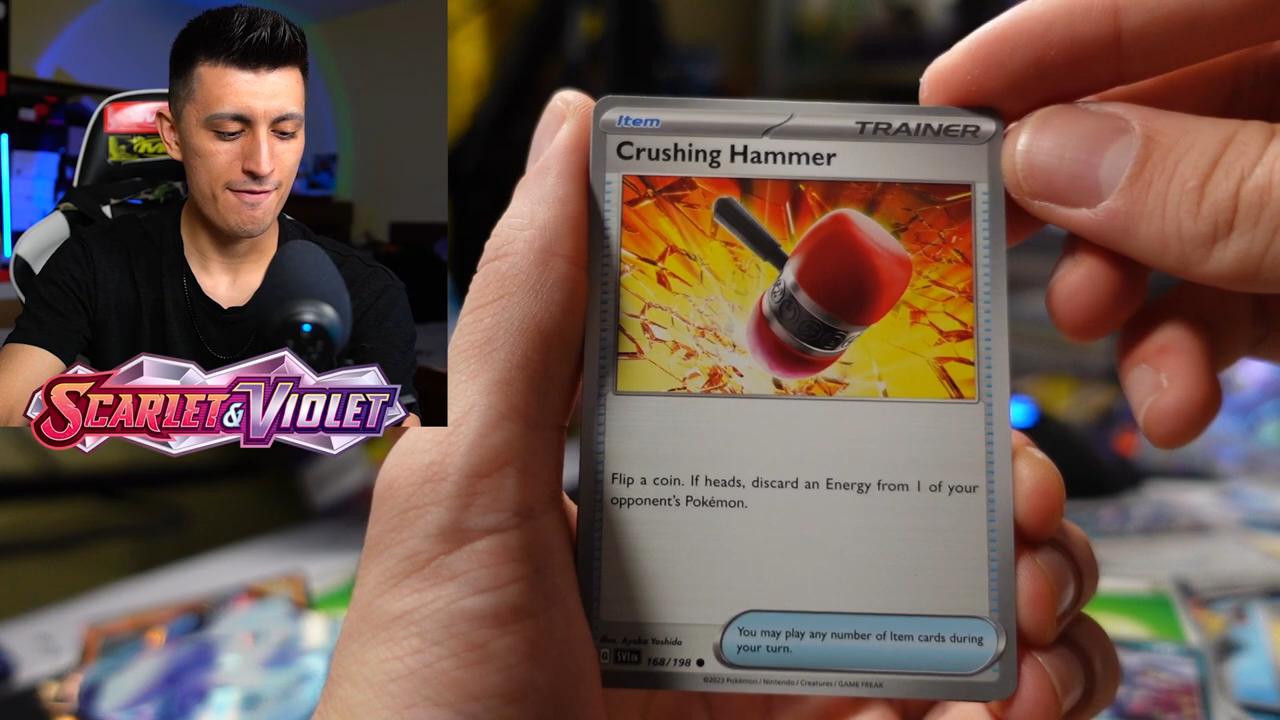 Item
TRAINER
Crushing Hammer
Flip a coin. If heads, discard an Energy from 1 of your
opponent's Pokémon.
You may play any number of Item cards during
your turn.
Illus. Ayaka Yoshida
G SVI EN 168/198
©2023 Pokémon / Nintendo / Creatures / GAME FREAK
SCARLET & VIOLET